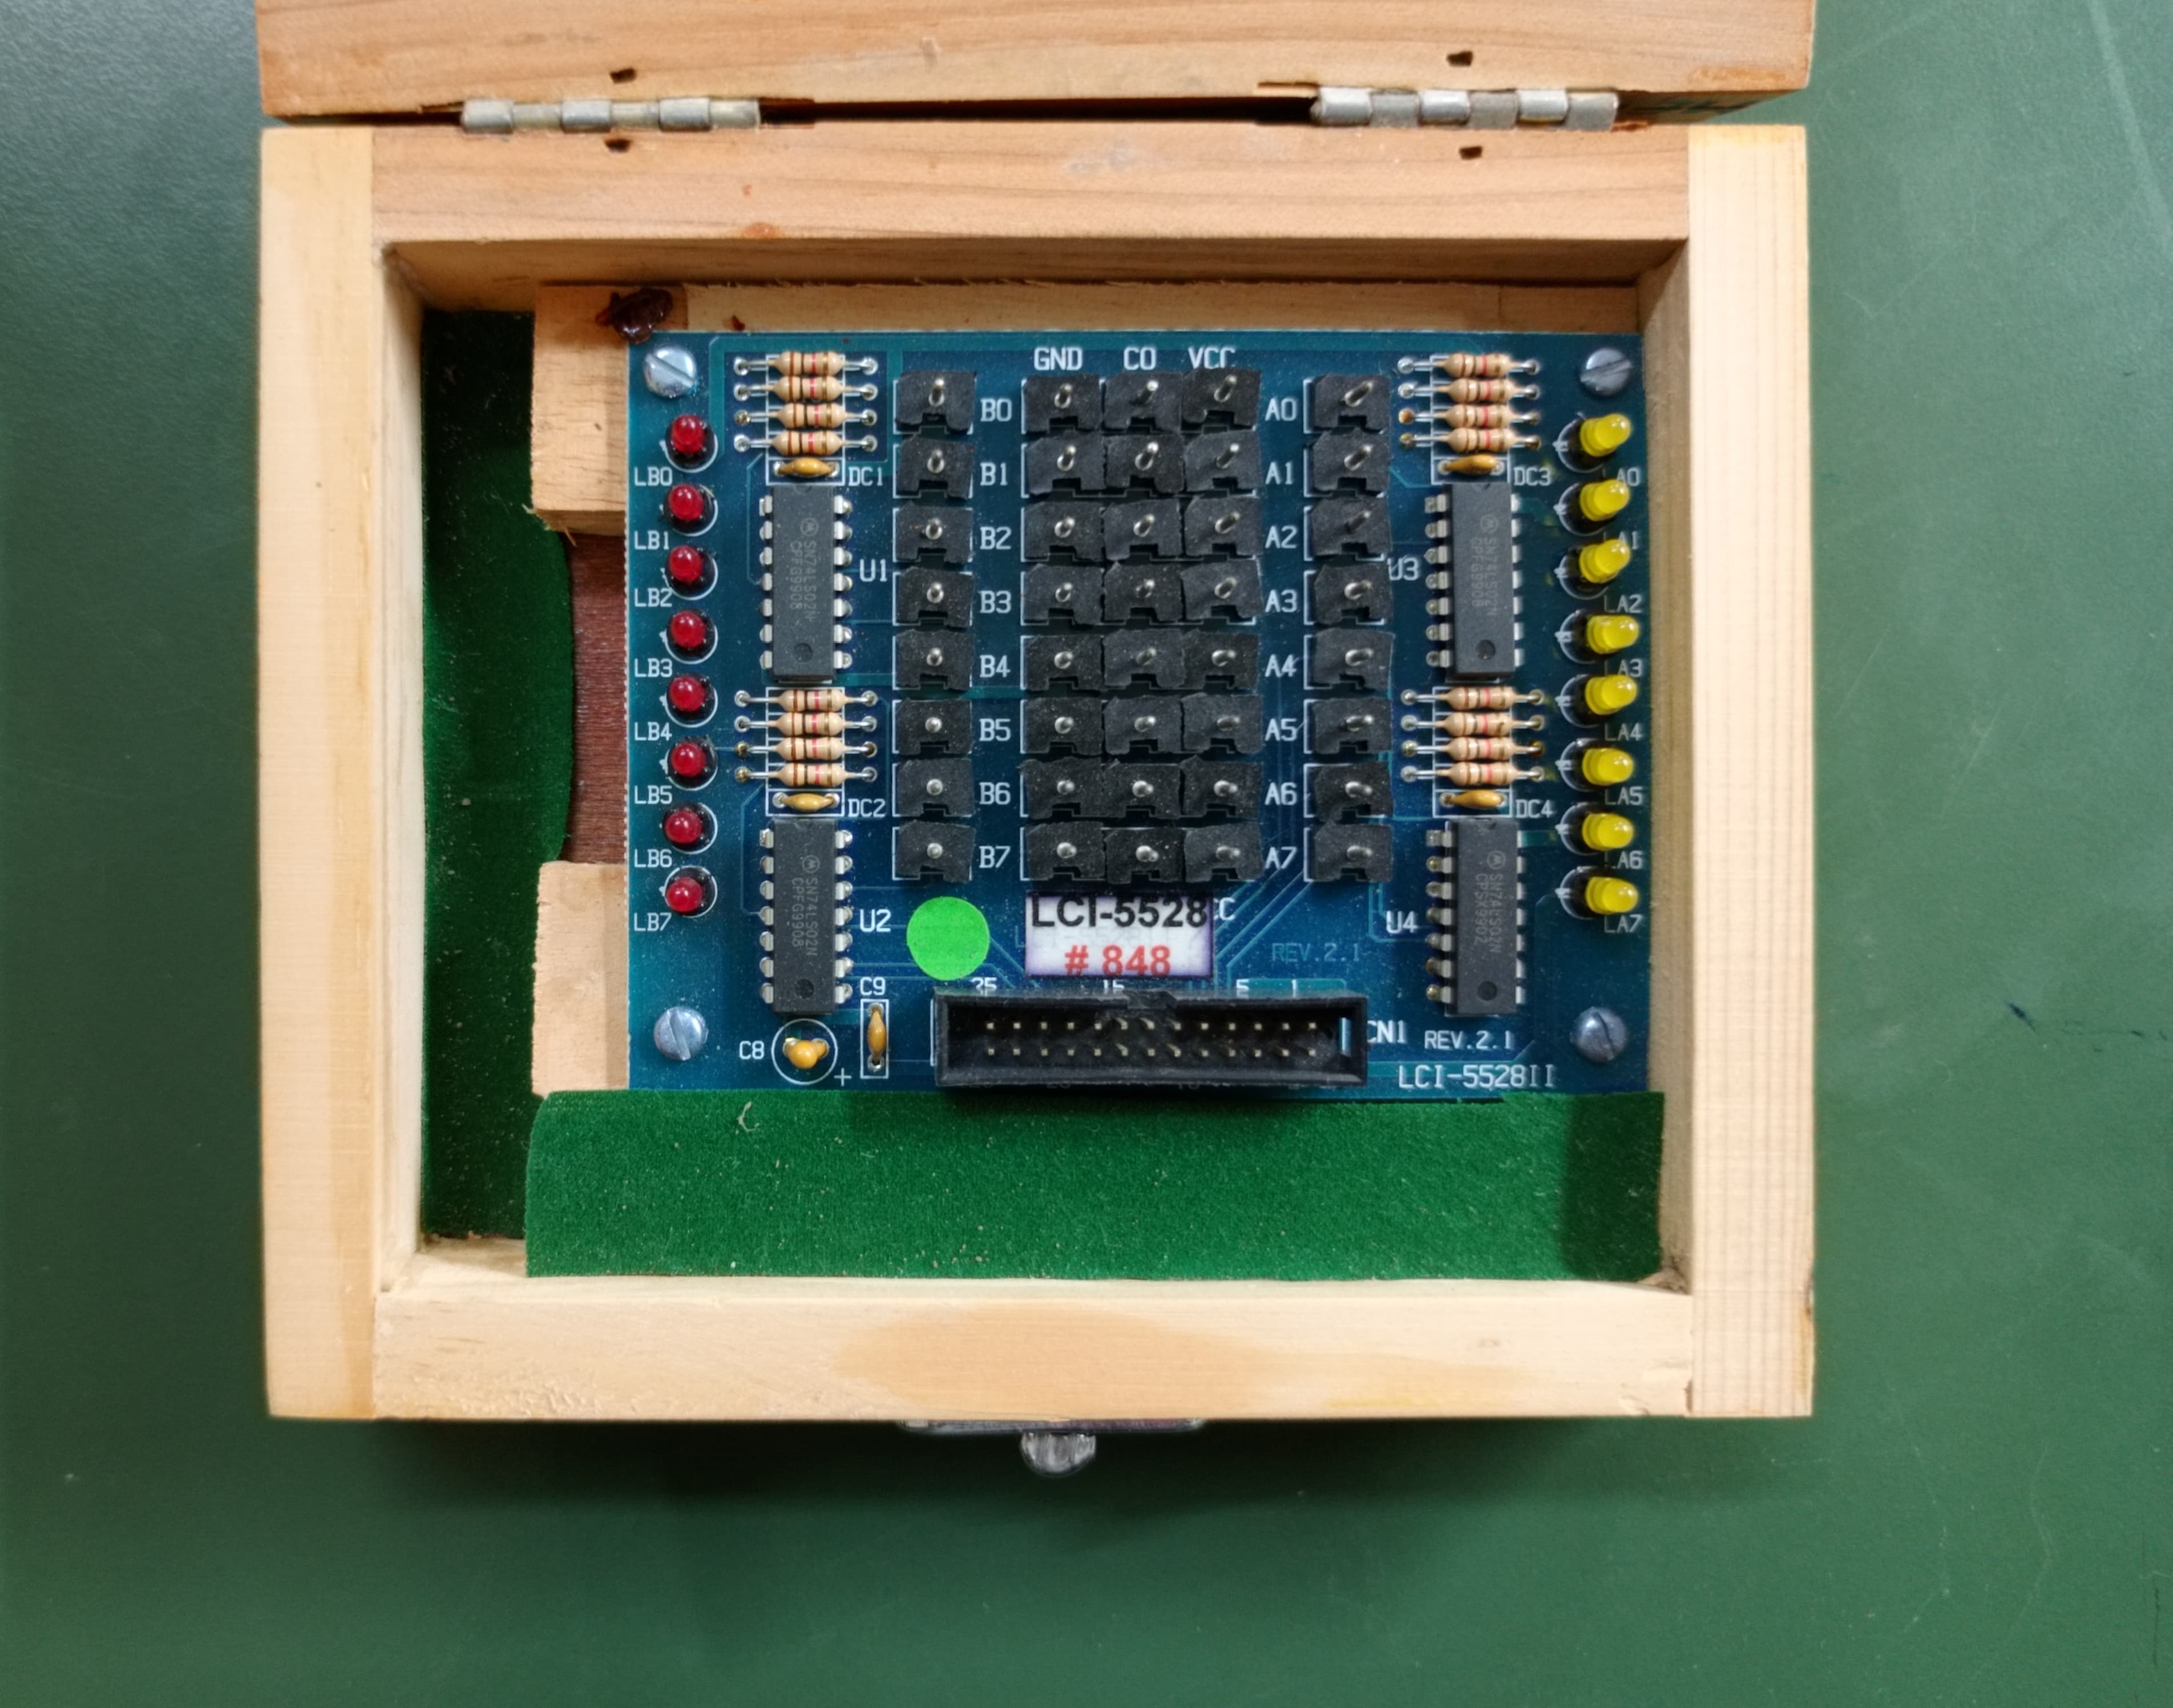 GND CO VCC
B0
A0
B1
A1
B2
A2
B3
A3
B4
A4
B5
A5
B6
A6
B7
A7
LB0
LB1
LB2
LB3
LB4
LB5
LB6
LB7
DC1
U1
SN74LS02N
CPFG9908
DC2
U2
SN74LS02N
CPFG9908
DC3
U3
SN74LS02N
DC4
U4
SN74LS02N
A0
A1
LA2
A3
LA4
LA5
LA6
LA7
LCI-5528
# 848
REV.2.1
C9
25 15 5 1
C8
+
CN1
REV.2.1
LCI-5528II